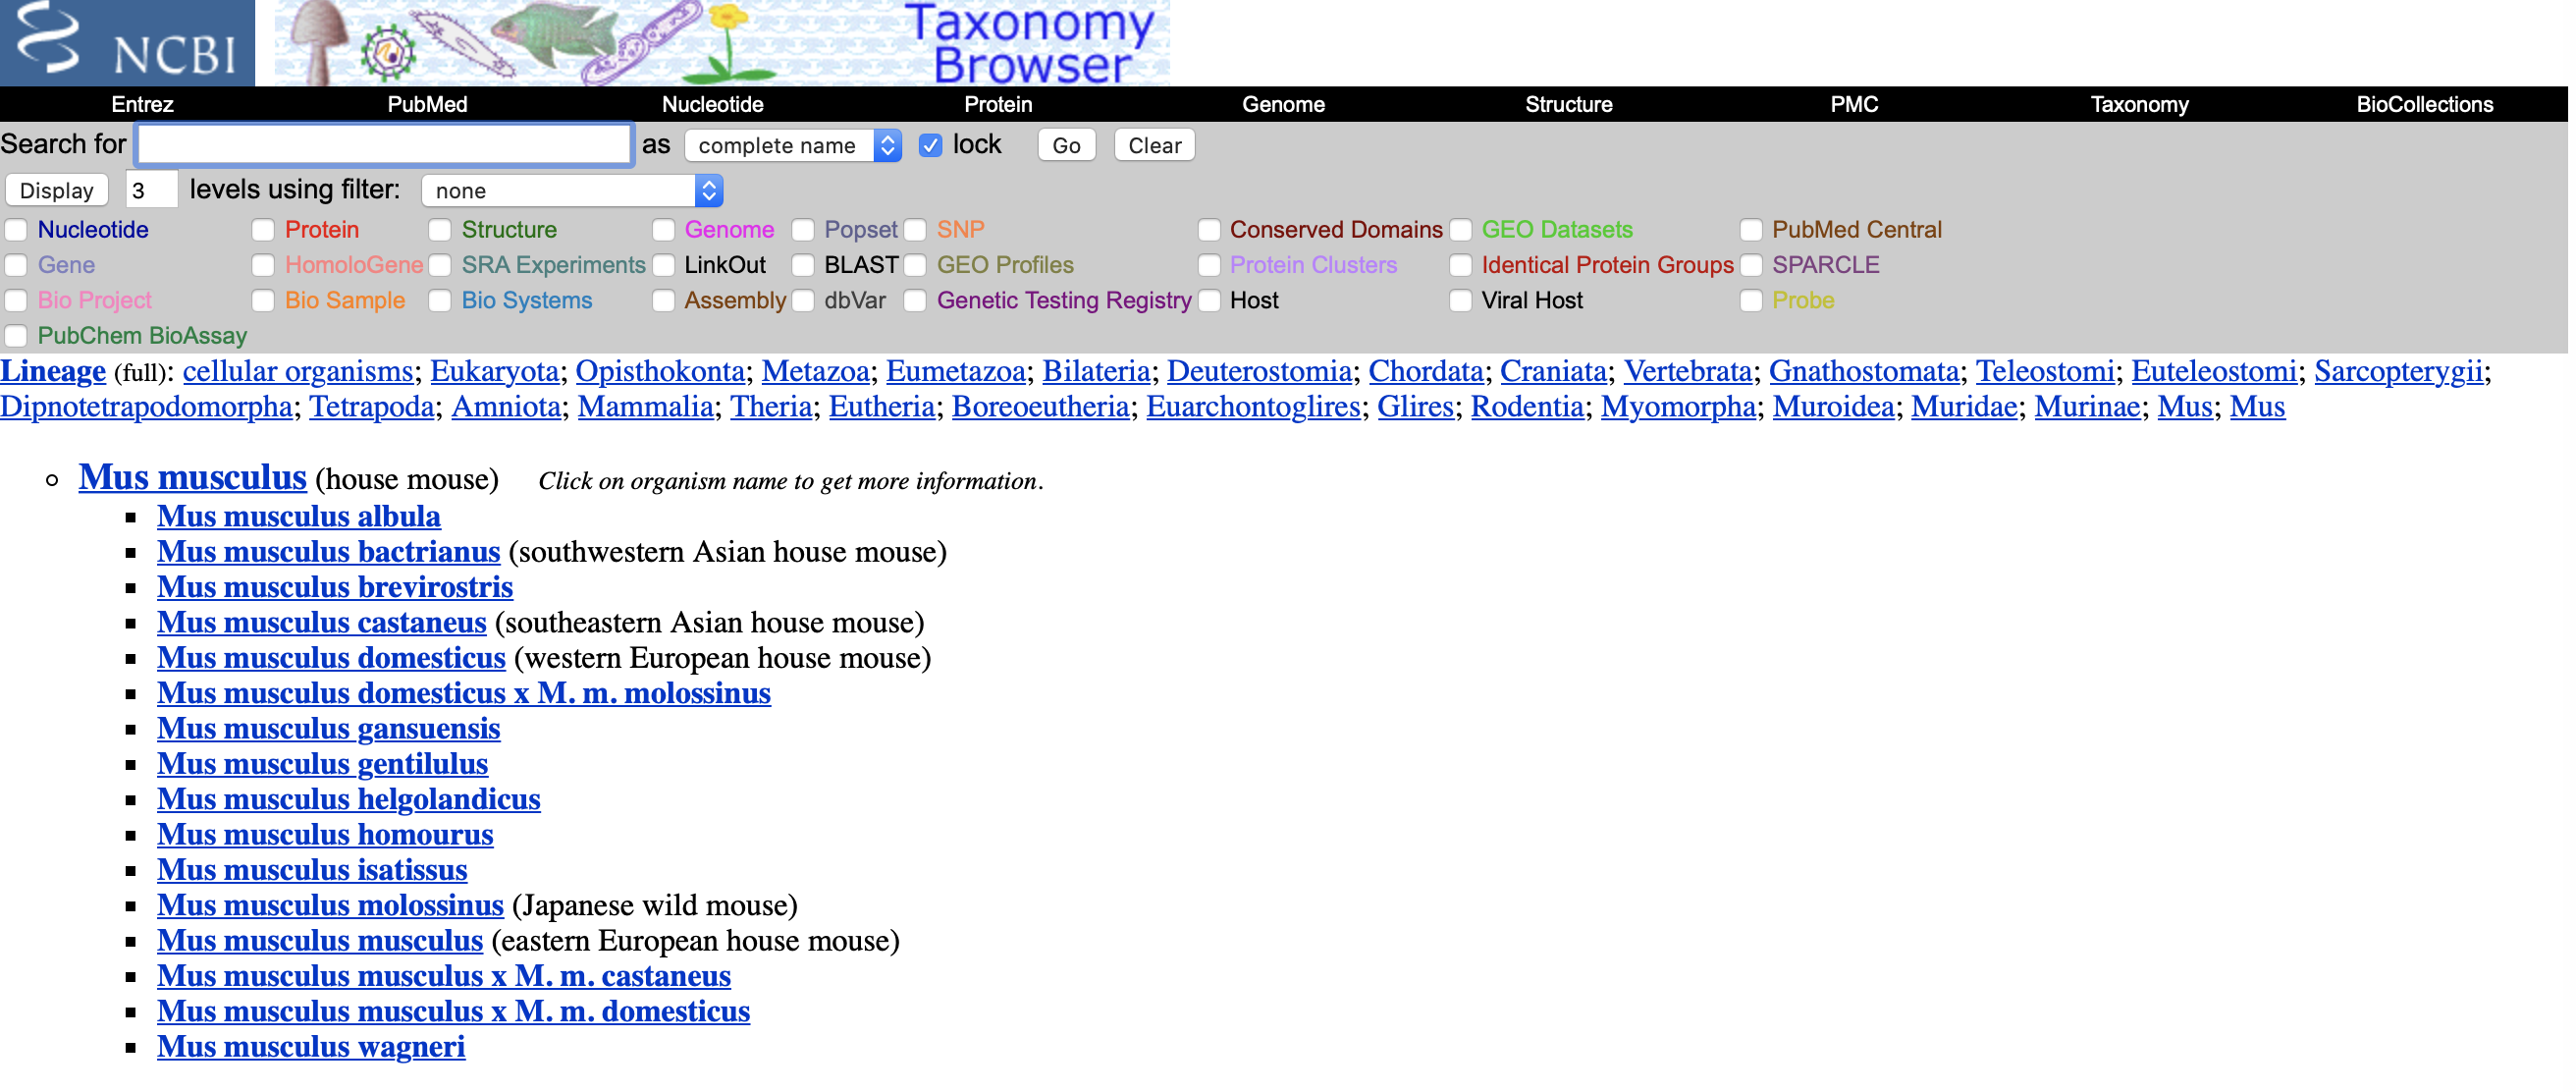 NCBI
Taxonomy
Browser
Entrez PubMed Nucleotide Protein Genome Structure PMC Taxonomy BioCollections
Search for as complete name lock Go Clear
Display 3 levels using filter: none
Nucleotide Protein Structure Genome Popset SNP Conserved Domains GEO Datasets PubMed Central
Gene HomoloGene SRA Experiments LinkOut BLAST GEO Profiles Protein Clusters Identical Protein Groups SPARCLE
Bio Project Bio Sample Bio Systems Assembly dbVar Genetic Testing Registry Host Viral Host Probe
PubChem BioAssay
Lineage (full): cellular organisms; Eukaryota; Opisthokonta; Metazoa; Eumetazoa; Bilateria; Deuterostomia; Chordata; Craniata; Vertebrata; Gnathostomata; Teleostomi; Euteleostomi; Sarcopterygii;
Dipnotetrapodomorpha; Tetrapoda; Amniota; Mammalia; Theria; Eutheria; Boreoeutheria; Euarchontoglires; Glires; Rodentia; Myomorpha; Muroidea; Muridae; Murinae; Mus; Mus
Mus musculus (house mouse) Click on organism name to get more information.
Mus musculus albula
Mus musculus bactrianus (southwestern Asian house mouse)
Mus musculus brevirostris
Mus musculus castaneus (southeastern Asian house mouse)
Mus musculus domesticus (western European house mouse)
Mus musculus domesticus x M. m. molossinus
Mus musculus gansuensis
Mus musculus gentilulus
Mus musculus helgolandicus
Mus musculus homourus
Mus musculus isatissus
Mus musculus molossinus (Japanese wild mouse)
Mus musculus musculus (eastern European house mouse)
Mus musculus musculus x M. m. castaneus
Mus musculus musculus x M. m. domesticus
Mus musculus wagneri